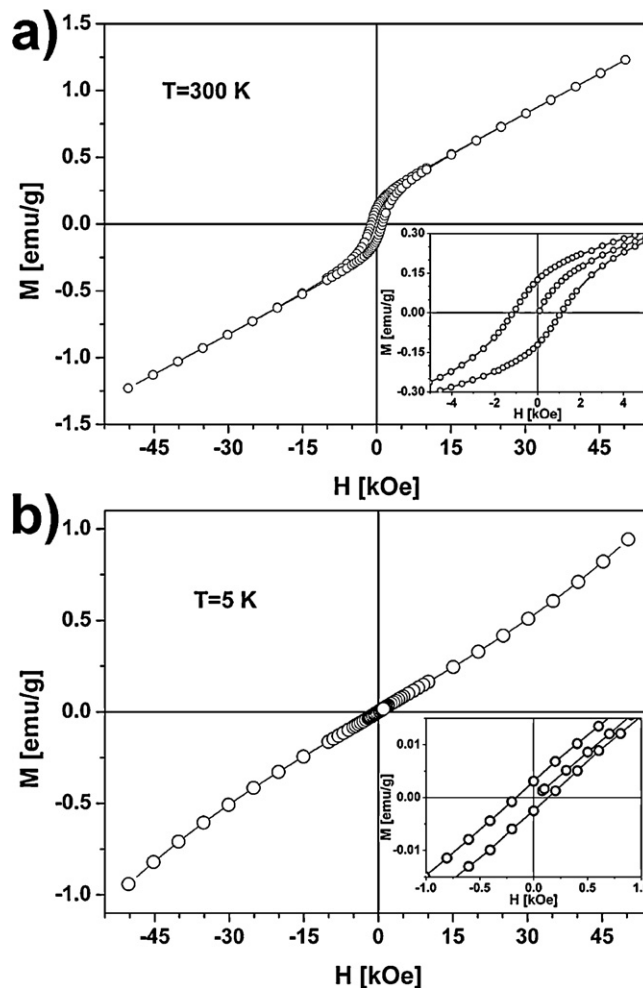 a)
T=300 K
M [emu/g]
1.5
1.0
0.5
0.0
-0.5
-1.0
-1.5
-45 -30 -15 0 15 30 45
H [kOe]
M [emu/g]
0.30
0.15
0.00
-0.15
-0.30
-4 -2 0 2 4
H [kOe]
b)
T=5 K
M [emu/g]
1.0
0.5
0.0
-0.5
-1.0
-45 -30 -15 0 15 30 45
H [kOe]
M [emu/g]
0.01
0.00
-0.01
-1.0 -0.5 0.0 0.5 1.0
H [kOe]